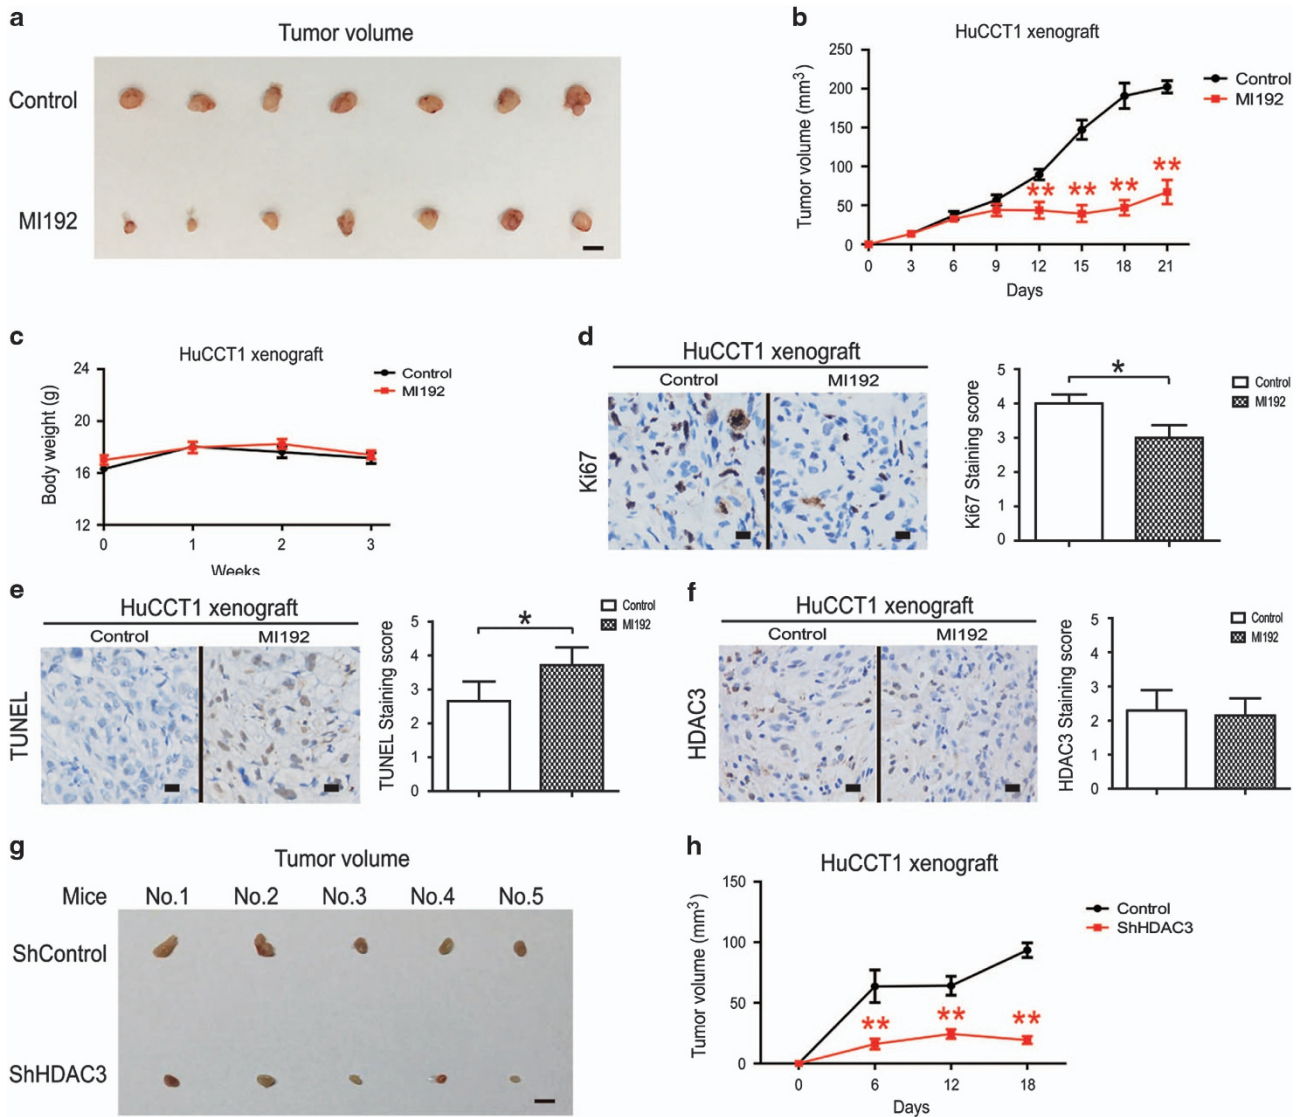 a
Tumor volume
Control
MI192
b
HuCCT1 xenograft
Tumor volume (mm³)
250
200
150
100
50
0
** ** ** **
0 3 6 9 12 15 18 21
Days
Control
MI192
c
HuCCT1 xenograft
Body weight (g)
24
20
16
12
0 1 2 3
Weeks
Control
MI192
d
HuCCT1 xenograft
Control MI192
Ki67
Ki67 Staining score
5
4
3
2
1
0
*
Control
MI192
e
HuCCT1 xenograft
Control MI192
TUNEL
TUNEL Staining score
5
4
3
2
1
0
*
Control
MI192
f
HuCCT1 xenograft
Control MI192
HDAC3
HDAC3 Staining score
5
4
3
2
1
0
Control
MI192
g
Tumor volume
Mice No.1 No.2 No.3 No.4 No.5
ShControl
ShHDAC3
h
HuCCT1 xenograft
Tumor volume (mm³)
150
100
50
0
** ** **
0 6 12 18
Days
Control
ShHDAC3